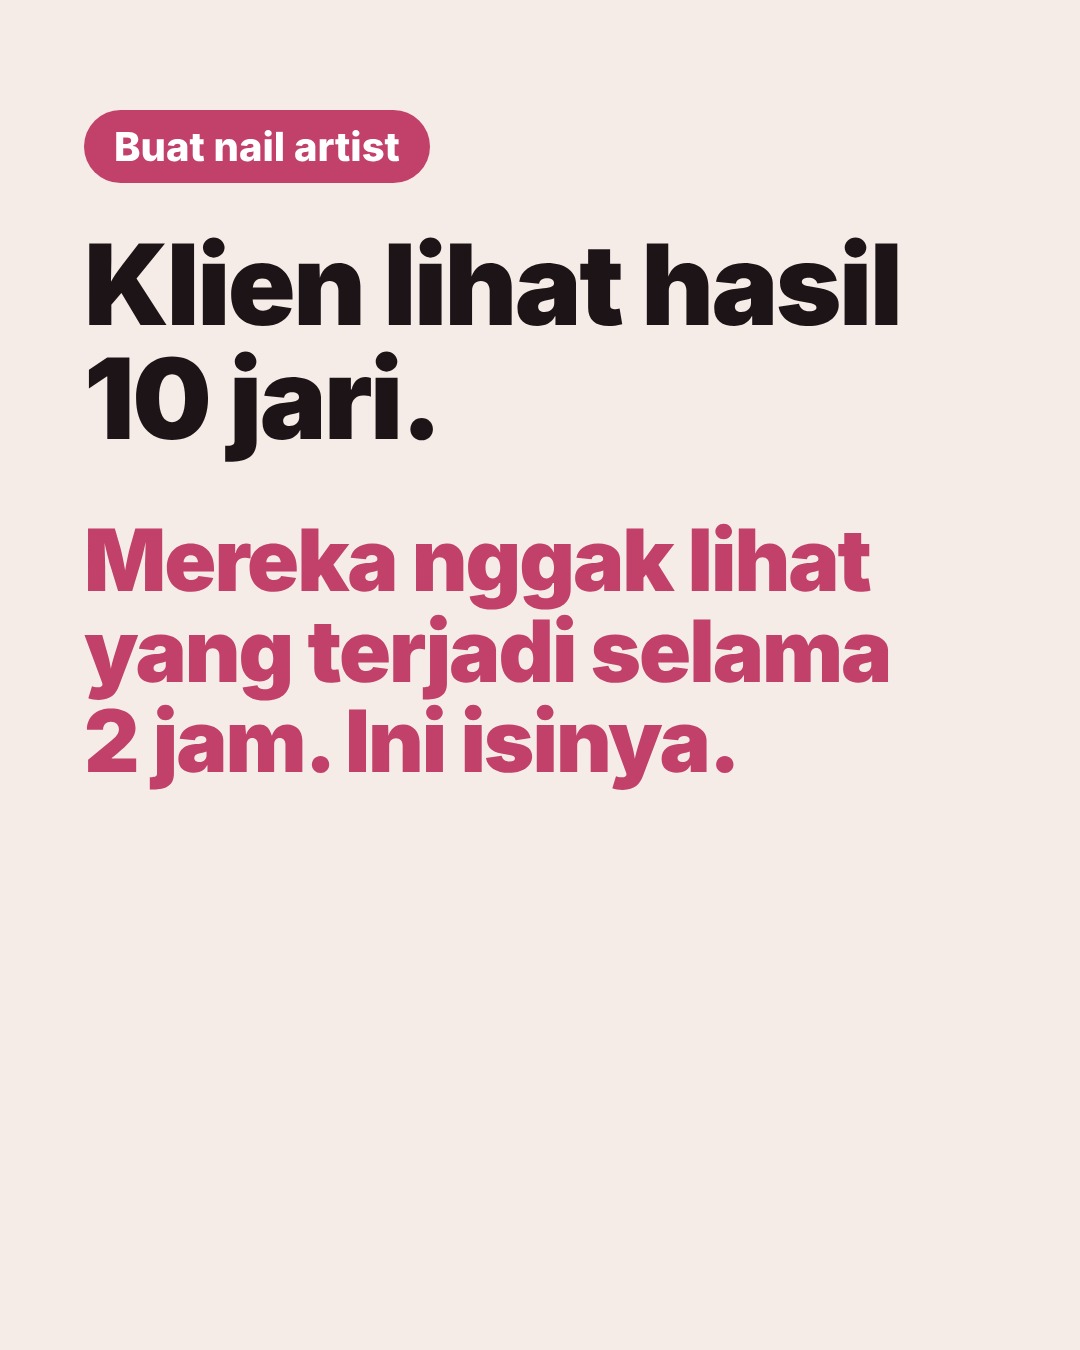 Buat nail artist
Klien lihat hasil
10 jari.
Mereka nggak lihat
yang terjadi selama
2 jam. Ini isinya.